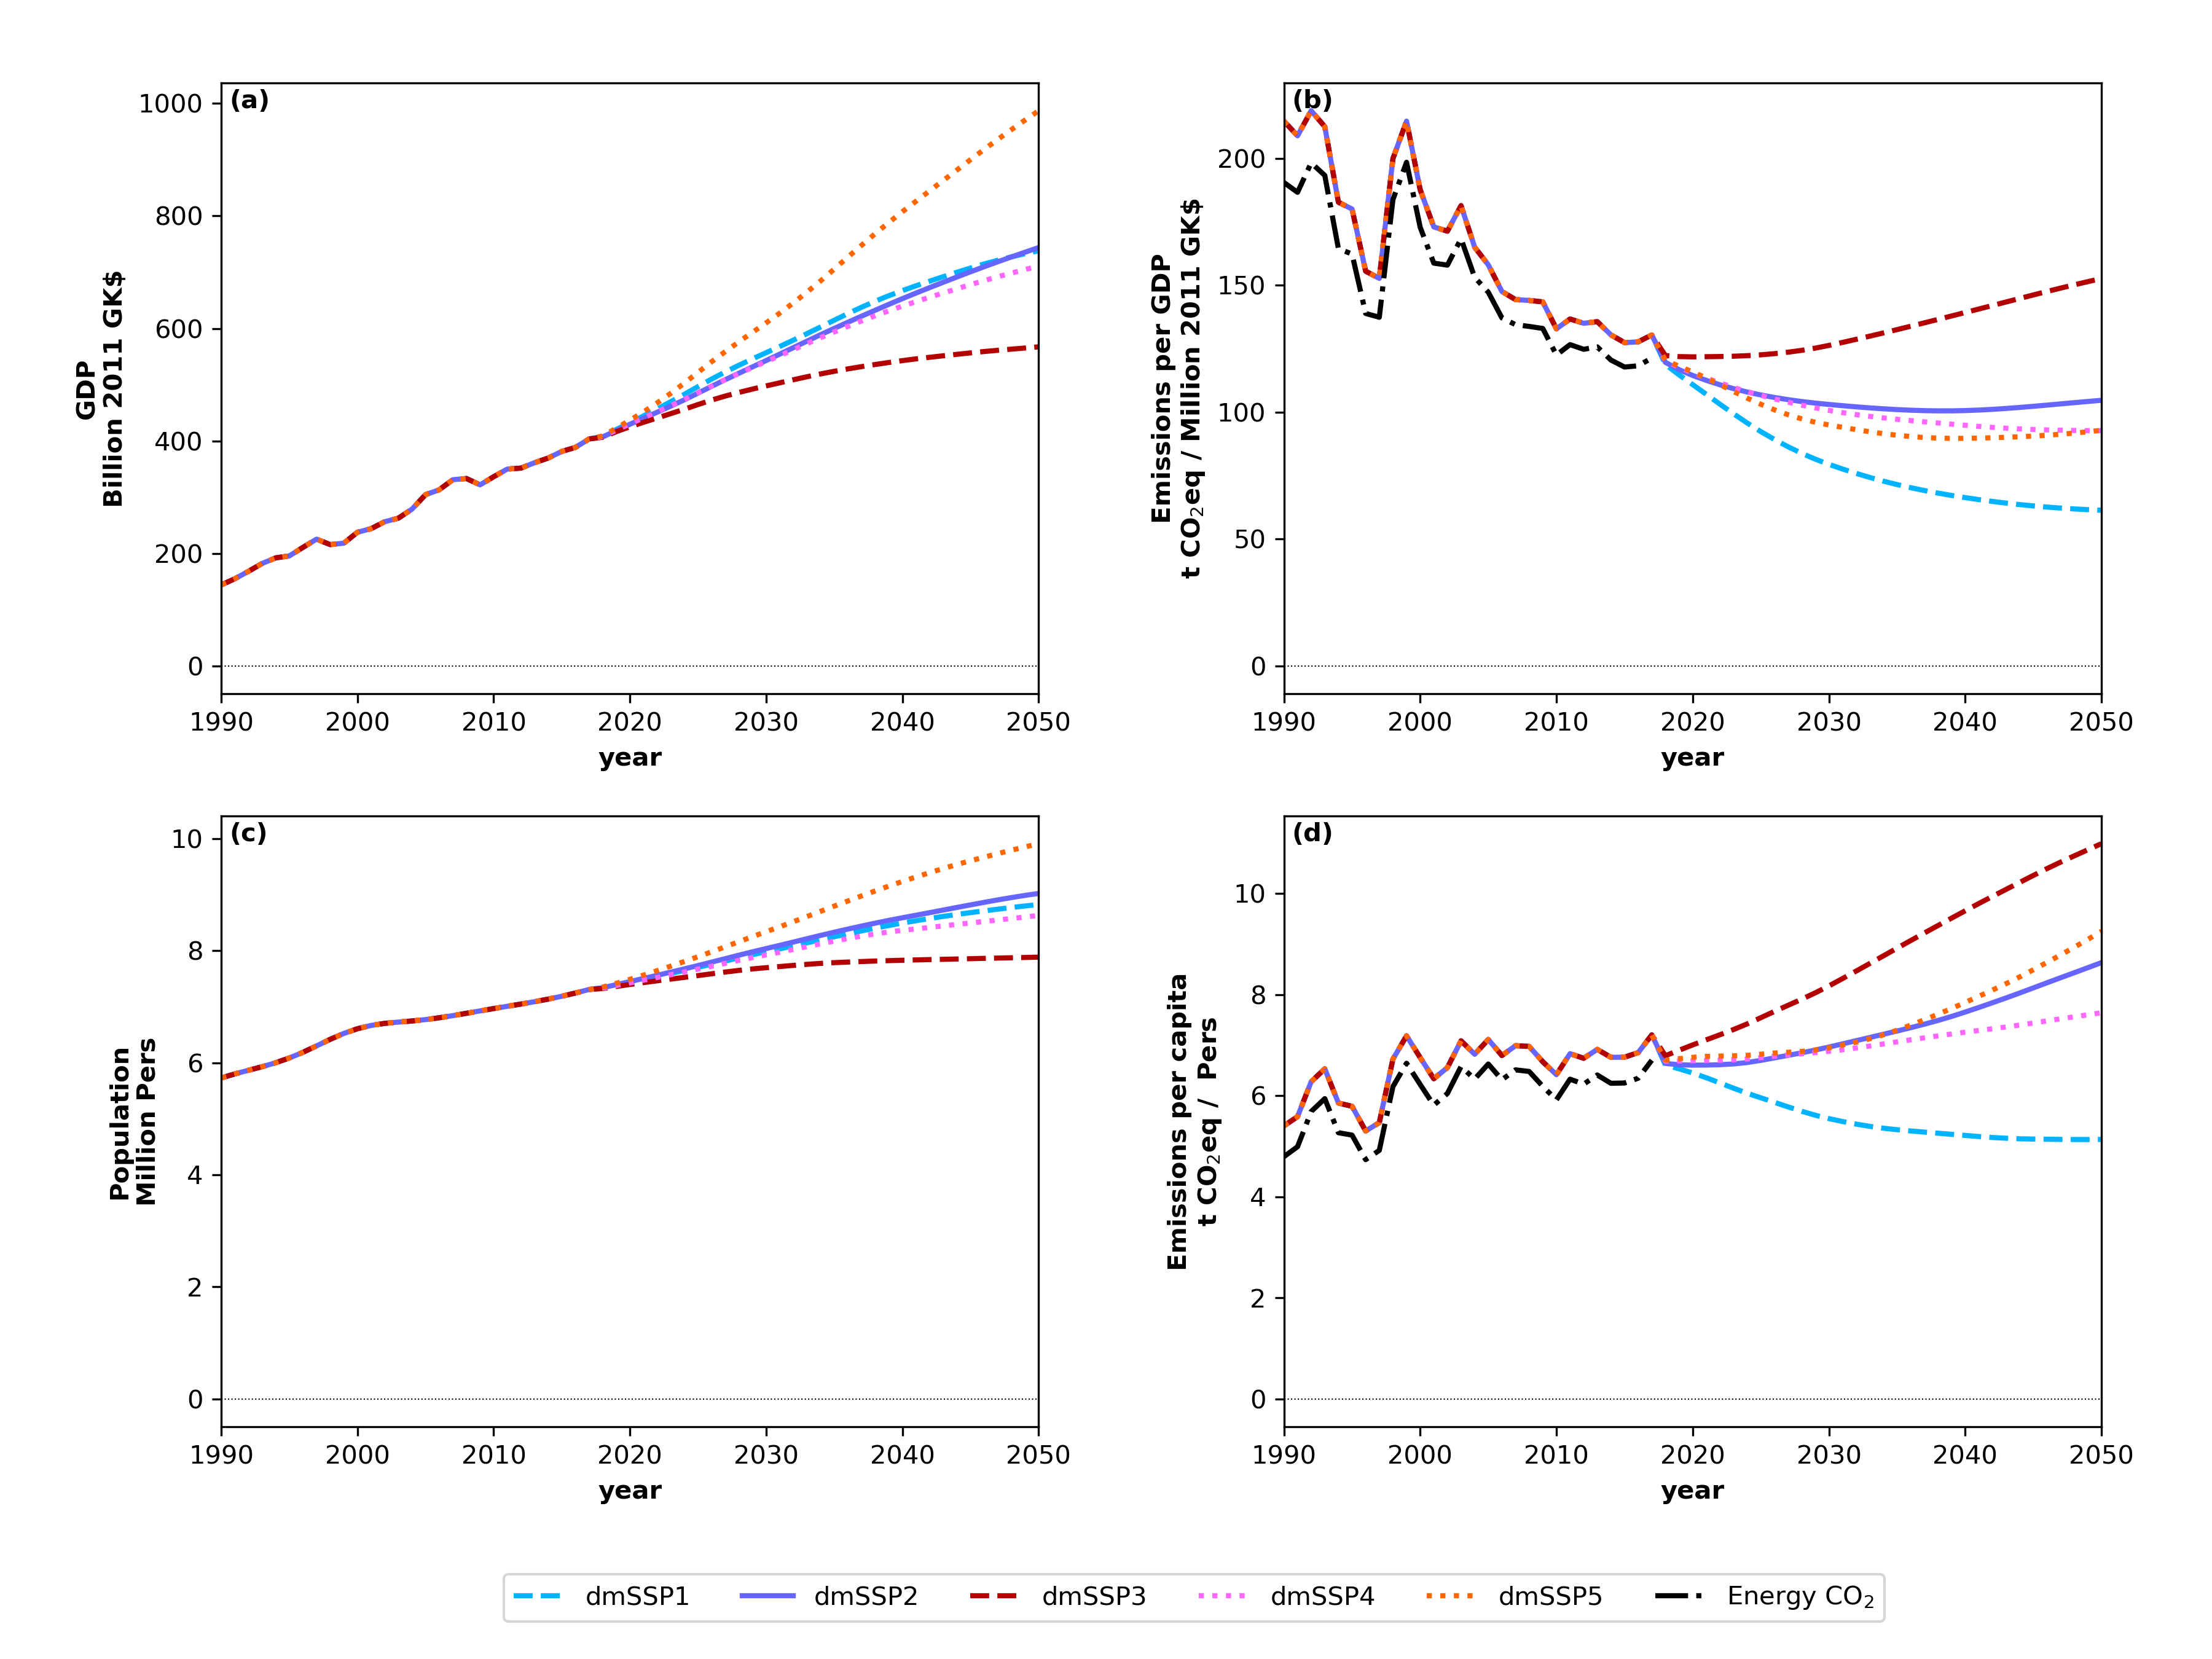 (a)
1000
800
600
400
200
0
GDP
Billion 2011 GK$
1990 2000 2010 2020 2030 2040 2050
year
(b)
200
150
100
50
0
Emissions per GDP
t CO₂eq / Million 2011 GK$
1990 2000 2010 2020 2030 2040 2050
year
(c)
10
8
6
4
2
0
Population
Million Pers
1990 2000 2010 2020 2030 2040 2050
year
(d)
10
8
6
4
2
0
Emissions per capita
t CO₂eq / Pers
1990 2000 2010 2020 2030 2040 2050
year
dmSSP1 dmSSP2 dmSSP3 dmSSP4 dmSSP5 Energy CO₂